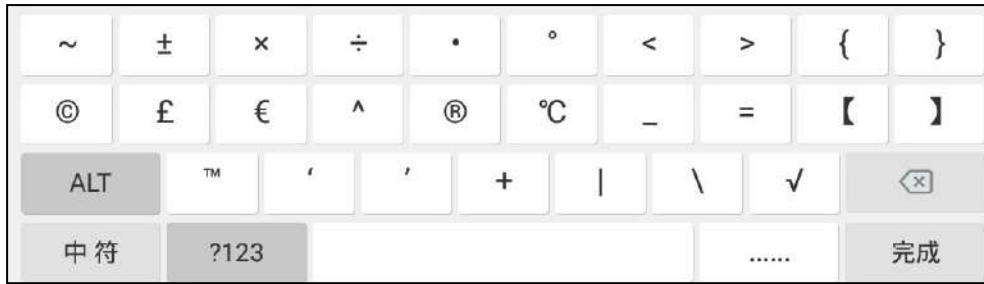 ~ ± × ÷ • ° < > { }
© £ € ^ ® ℃ _ = 【 】
ALT ™ ‘ ’ + | \ √
中符 ?123 ...... 完成